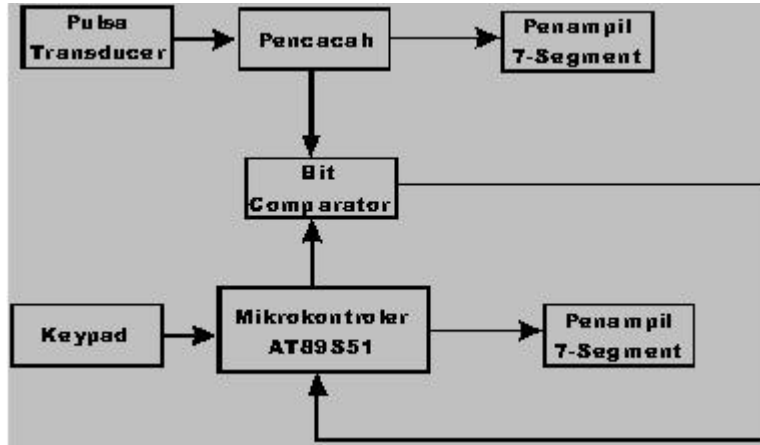 Pulsa
Transducer
Pencacah
Penampil
7-Segment
Bit
Comparator
Keypad
Mikrokontroler
AT89S51
Penampil
7-Segment